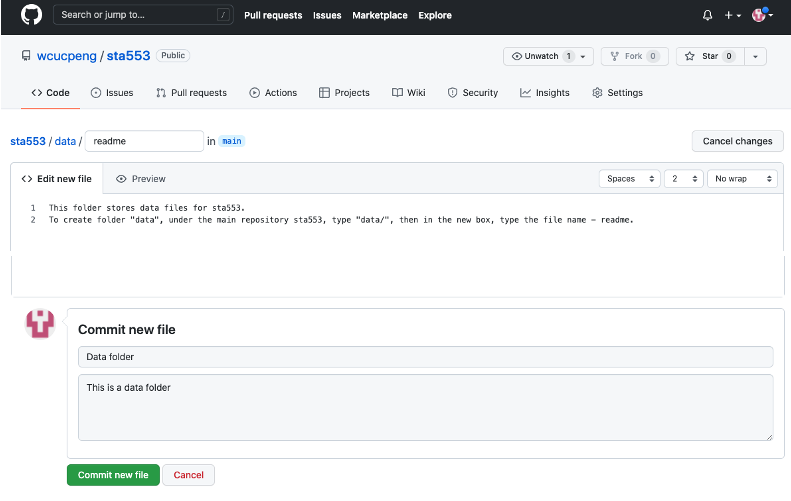 Search or jump to... /
Pull requests Issues Marketplace Explore
wcucpeng / sta553 Public
Unwatch 1 Fork 0 Star 0
<> Code Issues Pull requests Actions Projects Wiki Security Insights Settings
sta553 / data / readme in main Cancel changes
<> Edit new file Preview Spaces 2 No wrap
1 This folder stores data files for sta553.
2 To create folder "data", under the main repository sta553, type "data/", then in the new box, type the file name - readme.
Commit new file
Data folder
This is a data folder
Commit new file Cancel